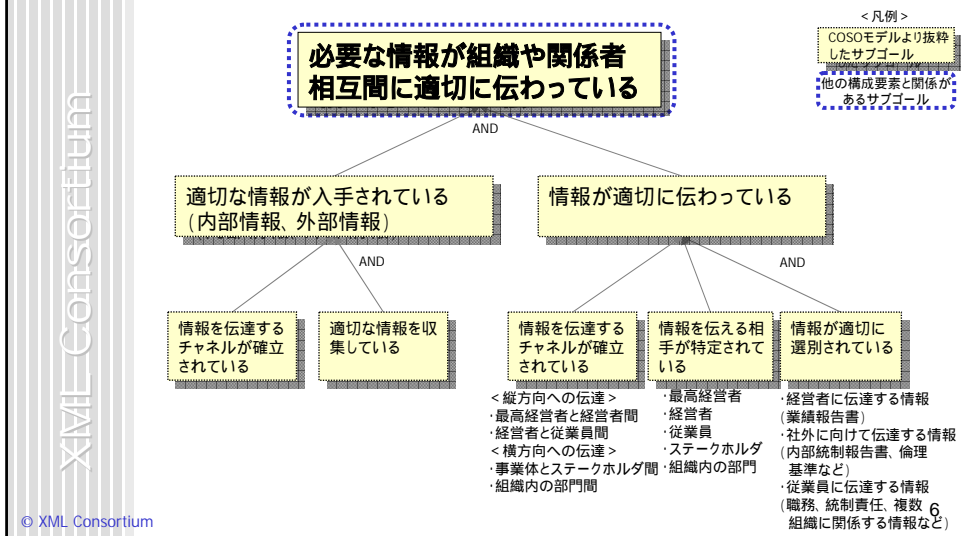 XML Consortium
<凡例>
COSOモデルより抜粋
したサブゴール
他の構成要素と関係が
あるサブゴール
必要な情報が組織や関係者
相互間に適切に伝わっている
AND
適切な情報が入手されている
(内部情報、外部情報)
情報が適切に伝わっている
AND
AND
情報を伝達する
チャネルが確立
されている
適切な情報を収
集している
情報を伝達する
チャネルが確立
されている
情報を伝える相
手が特定されて
いる
情報が適切に
選別されている
<縦方向への伝達>
・最高経営者と経営者間
・経営者と従業員間
<横方向への伝達>
・事業体とステークホルダ間
・組織内の部門間
・最高経営者
・経営者
・従業員
・ステークホルダ
・組織内の部門
・経営者に伝達する情報
(業績報告書)
・社外に向けて伝達する情報
(内部統制報告書、倫理
基準など)
・従業員に伝達する情報
(職務、統制責任、複数
組織に関係する情報など)
© XML Consortium
6